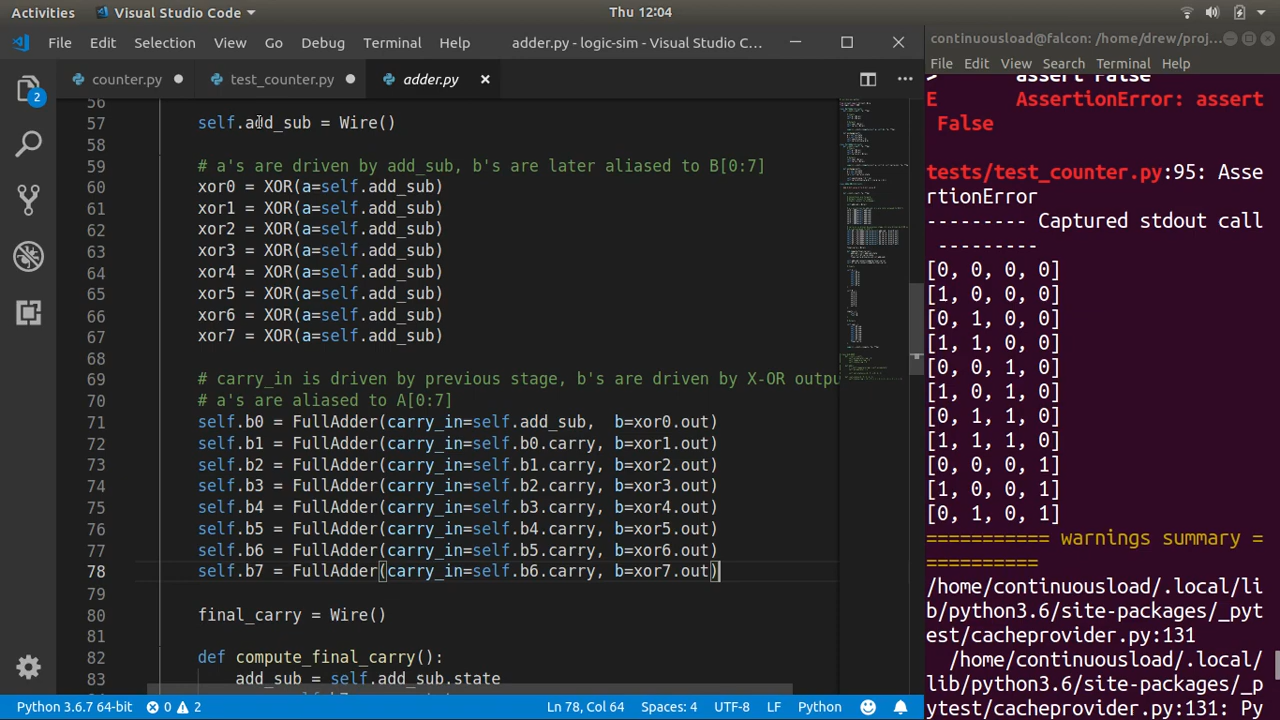 Activities Visual Studio Code Thu 12:04
File Edit Selection View Go Debug Terminal Help adder.py - logic-sim - Visual Studio C...
counter.py test_counter.py adder.py
2
56
57 self.add_sub = Wire()
58
59 # a's are driven by add_sub, b's are later aliased to B[0:7]
60 xor0 = XOR(a=self.add_sub)
61 xor1 = XOR(a=self.add_sub)
62 xor2 = XOR(a=self.add_sub)
63 xor3 = XOR(a=self.add_sub)
64 xor4 = XOR(a=self.add_sub)
65 xor5 = XOR(a=self.add_sub)
66 xor6 = XOR(a=self.add_sub)
67 xor7 = XOR(a=self.add_sub)
68
69 # carry_in is driven by previous stage, b's are driven by X-OR outpu
70 # a's are aliased to A[0:7]
71 self.b0 = FullAdder(carry_in=self.add_sub, b=xor0.out)
72 self.b1 = FullAdder(carry_in=self.b0.carry, b=xor1.out)
73 self.b2 = FullAdder(carry_in=self.b1.carry, b=xor2.out)
74 self.b3 = FullAdder(carry_in=self.b2.carry, b=xor3.out)
75 self.b4 = FullAdder(carry_in=self.b3.carry, b=xor4.out)
76 self.b5 = FullAdder(carry_in=self.b4.carry, b=xor5.out)
77 self.b6 = FullAdder(carry_in=self.b5.carry, b=xor6.out)
78 self.b7 = FullAdder(carry_in=self.b6.carry, b=xor7.out)
79
80 final_carry = Wire()
81
82 def compute_final_carry():
83 add_sub = self.add_sub.state
Python 3.6.7 64-bit 0 2 Ln 78, Col 64 Spaces: 4 UTF-8 LF Python
continuousload@falcon: /home/drew/proj...
File Edit View Search Terminal Help
> assert False
E AssertionError: assert
False
tests/test_counter.py:95: Asse
rtionError
--------- Captured stdout call
---------
[0, 0, 0, 0]
[1, 0, 0, 0]
[0, 1, 0, 0]
[1, 1, 0, 0]
[0, 0, 1, 0]
[1, 0, 1, 0]
[0, 1, 1, 0]
[1, 1, 1, 0]
[0, 0, 0, 1]
[1, 0, 0, 1]
[0, 1, 0, 1]
=========== warnings summary =
==========
/home/continuousload/.local/li
b/python3.6/site-packages/_pyt
est/cacheprovider.py:131
/home/continuousload/.local/
lib/python3.6/site-packages/_p
ytest/cacheprovider.py:131: Py